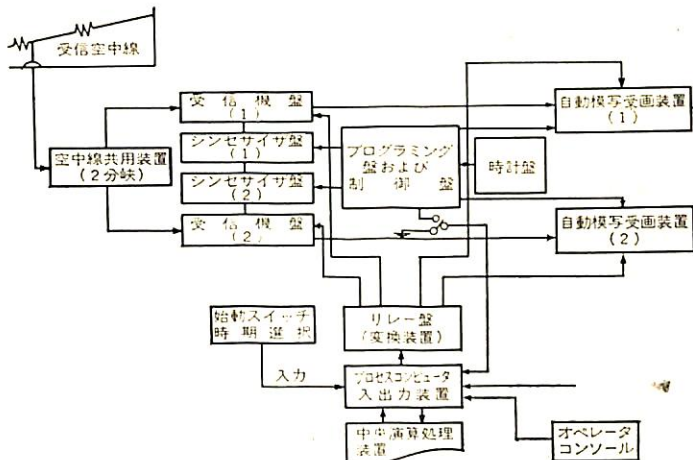 受信空中線
受信機盤
(1)
自動模写受画装置
(1)
シンセサイザ盤
(1)
プログラミング
盤および
制御盤
時計盤
空中線共用装置
(2分岐)
シンセサイザ盤
(2)
受信機盤
(2)
自動模写受画装置
(2)
始動スイッチ
時期選択
リレー盤
(変換装置)
入力
プロセスコンピュータ
入出力装置
中央演算処理
装置
オペレータ
コンソール